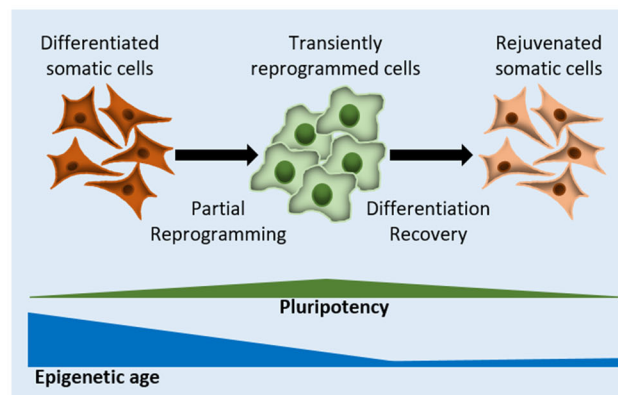 Differentiated
somatic cells
Transiently
reprogrammed cells
Rejuvenated
somatic cells
Partial
Reprogramming
Differentiation
Recovery
Pluripotency
Epigenetic age